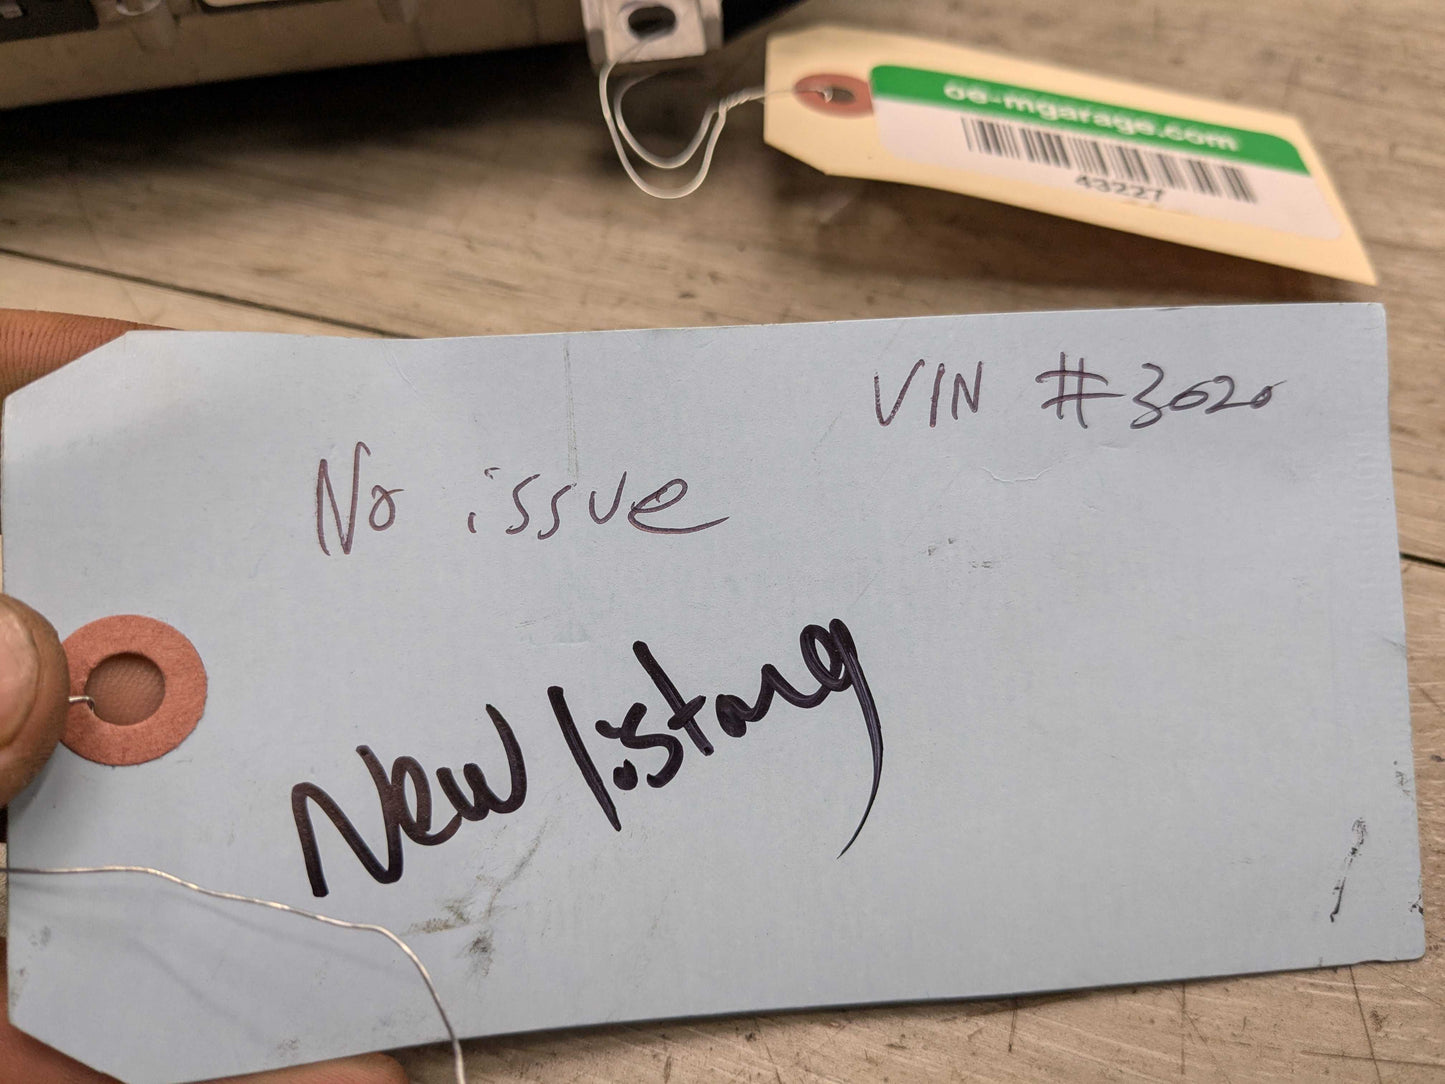 oe-mgarage.com
43227
VIN #3020
No issue
New listing